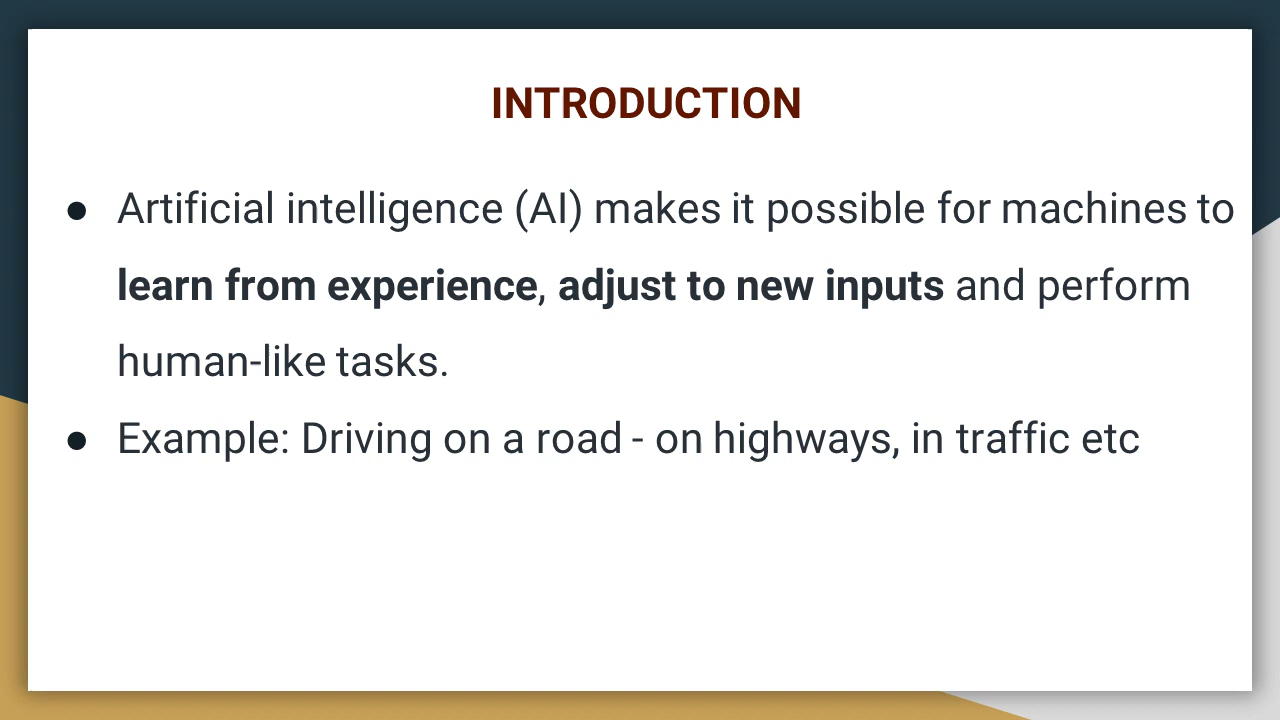 INTRODUCTION
● Artificial intelligence (AI) makes it possible for machines to
learn from experience, adjust to new inputs and perform
human-like tasks.
● Example: Driving on a road - on highways, in traffic etc